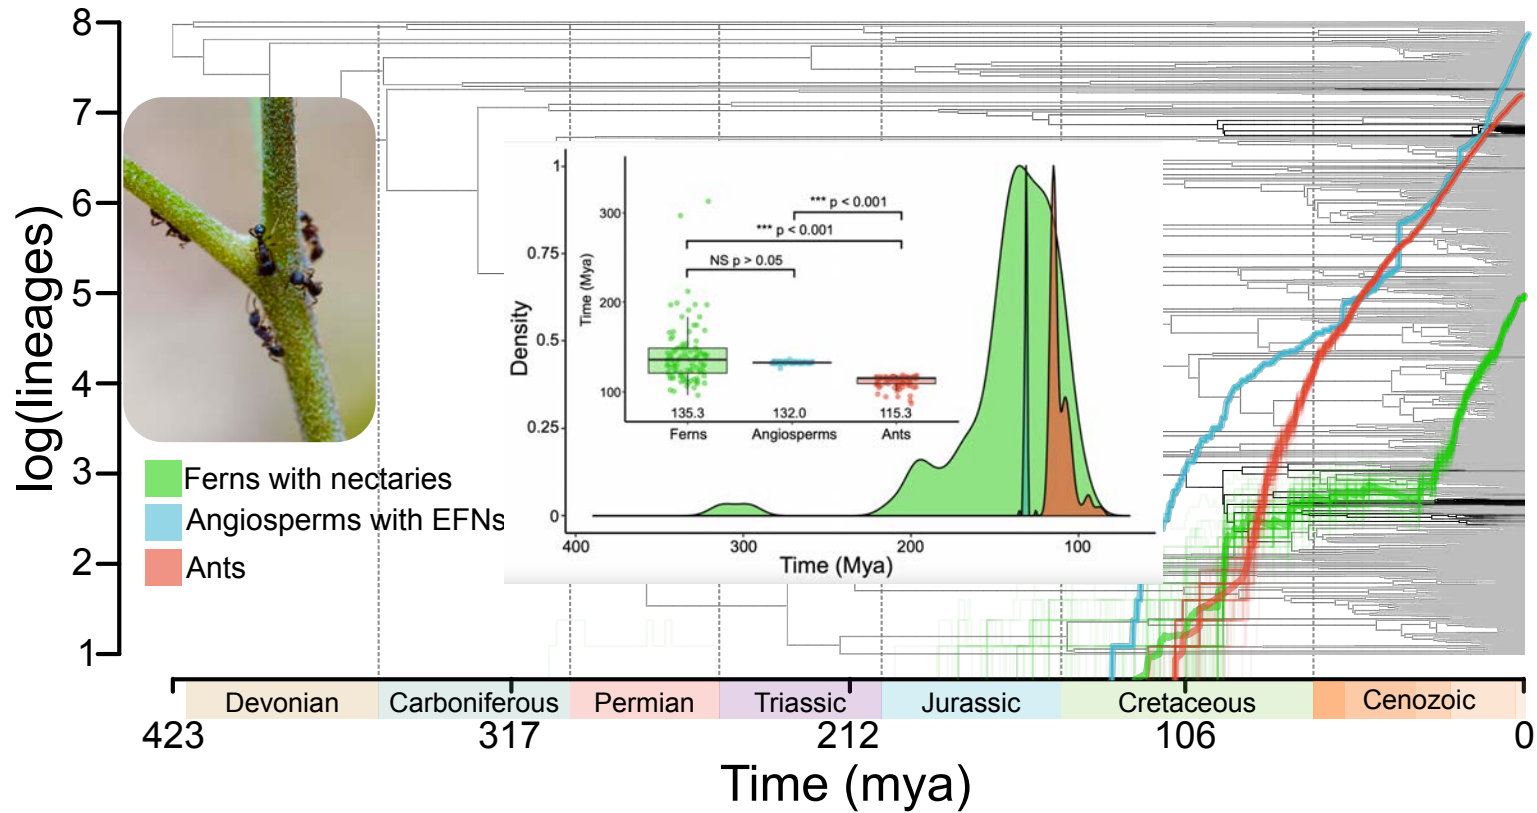 8
7
6
5
4
3
2
1
log(lineages)
Ferns with nectaries
Angiosperms with EFNs
Ants
1
0.75
0.5
0.25
0
Density
400
300
200
100
Time (Mya)
300
200
100
Time (Mya)
*** p < 0.001
*** p < 0.001
NS p > 0.05
135.3
132.0
115.3
Ferns
Angiosperms
Ants
Devonian
Carboniferous
Permian
Triassic
Jurassic
Cretaceous
Cenozoic
423
317
212
106
0
Time (mya)